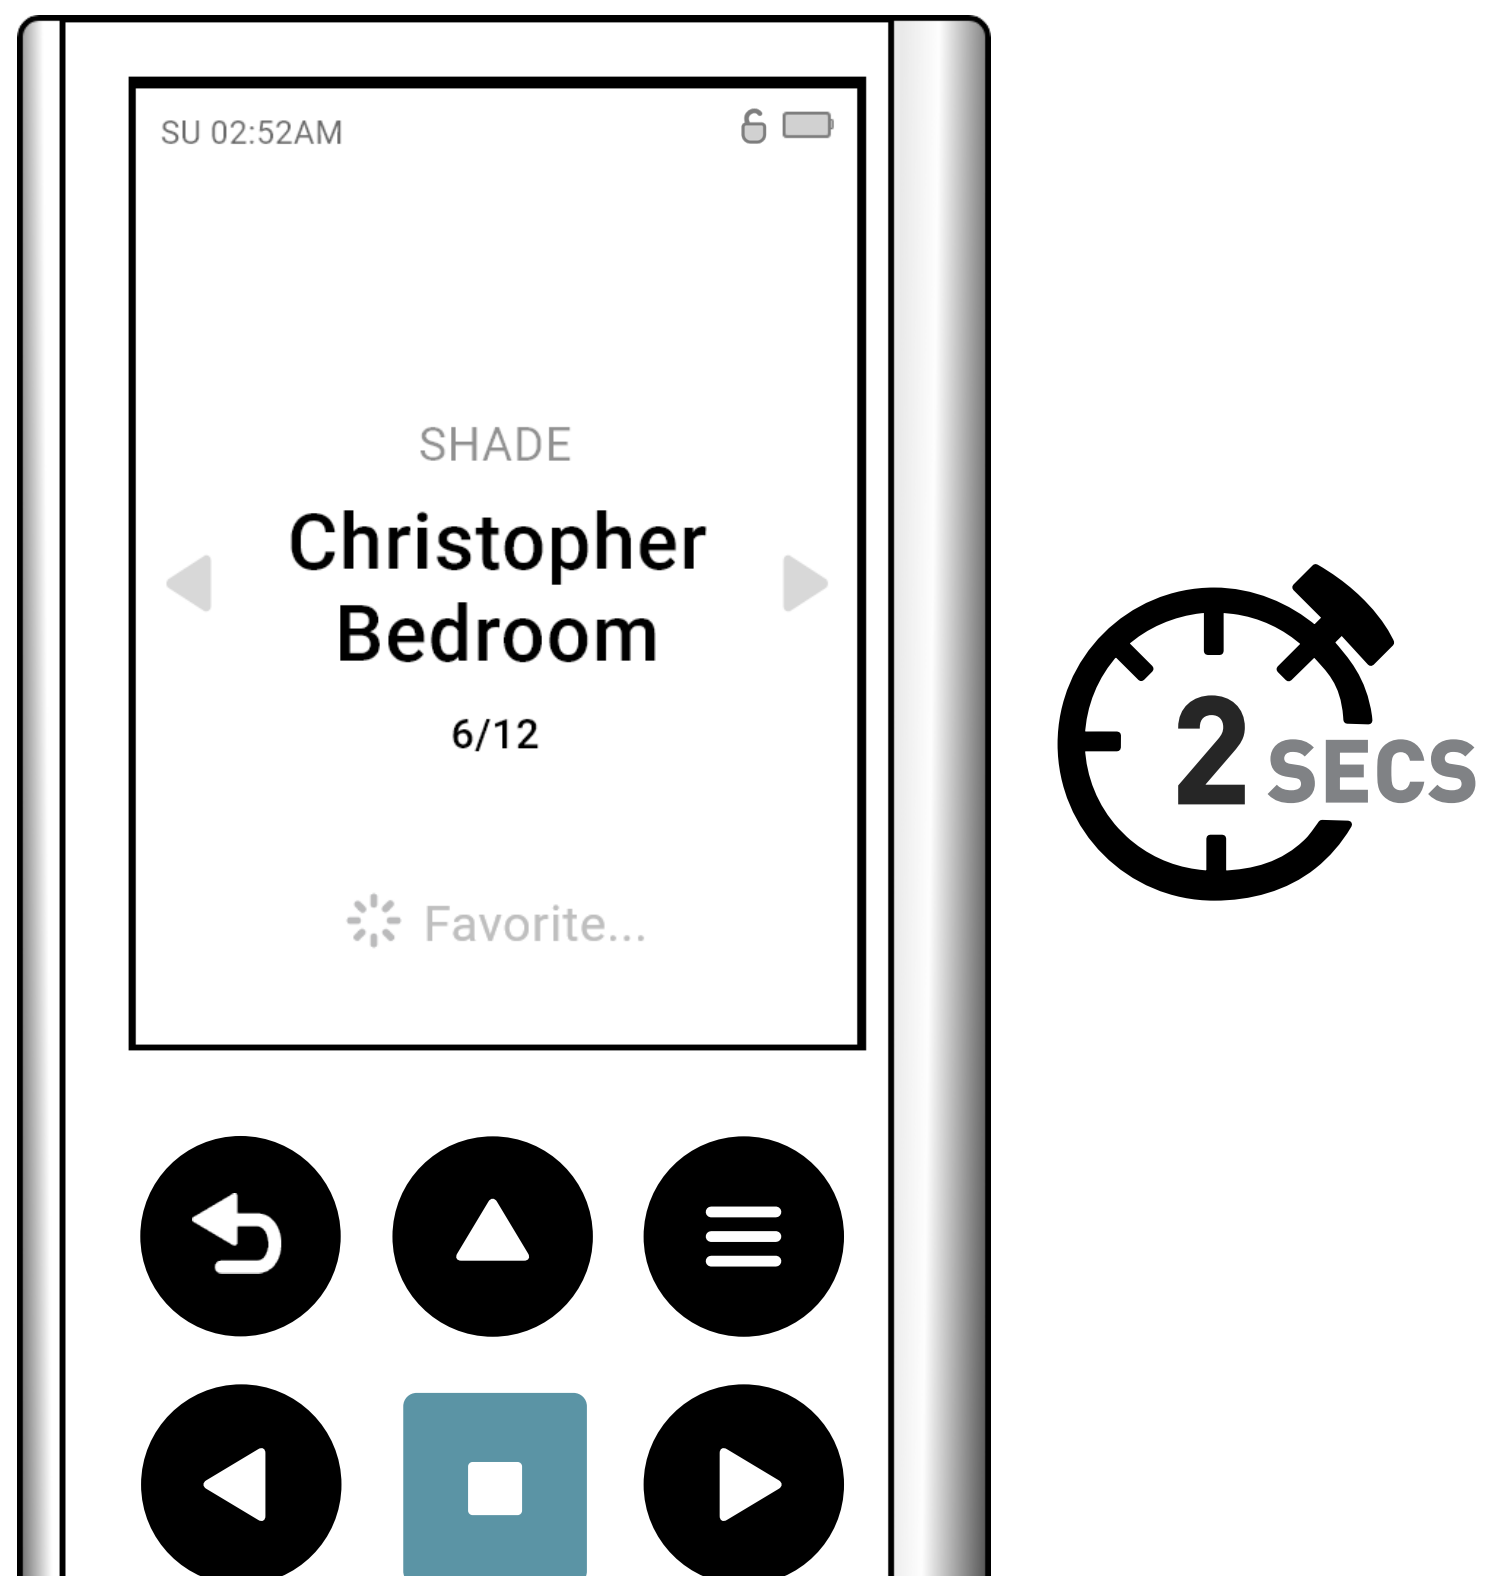 SU 02:52AM
SHADE
Christopher
Bedroom
6/12
Favorite...
2 SECS